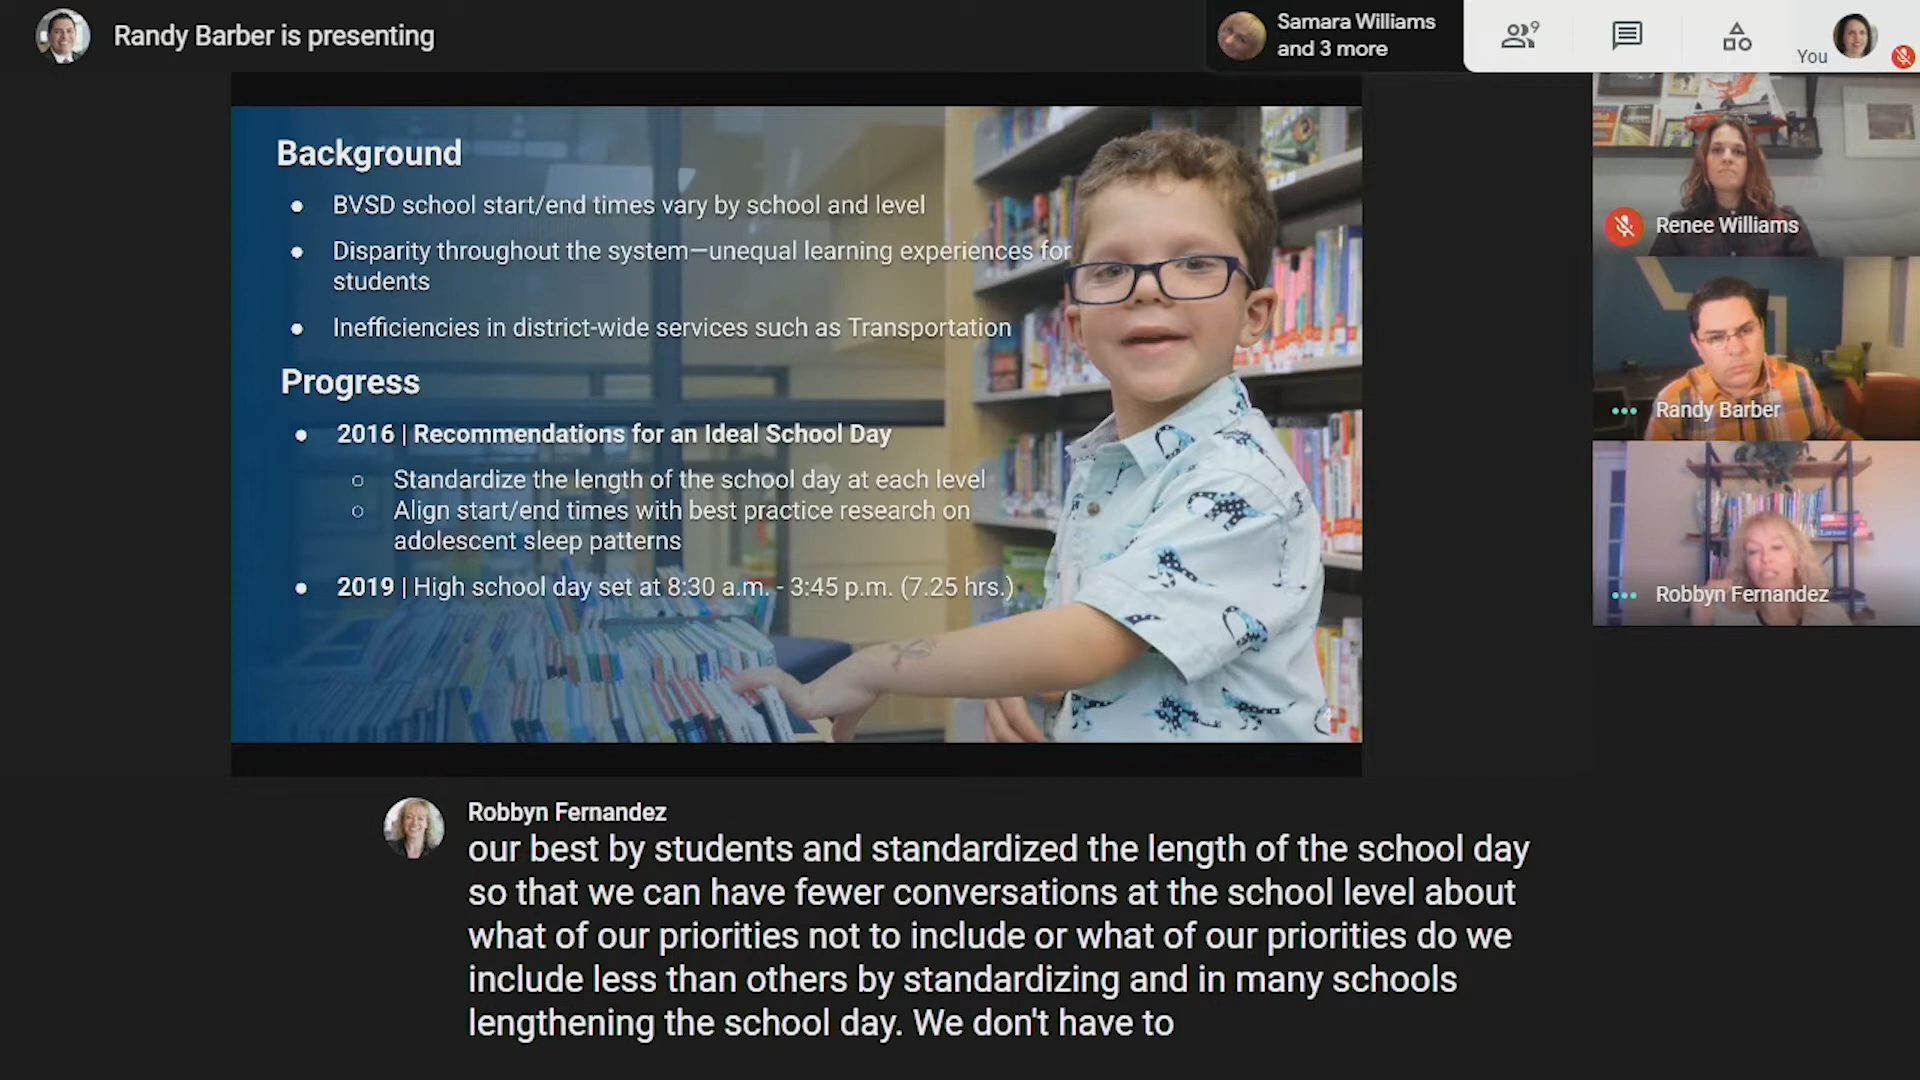 Randy Barber is presenting
Samara Williams
and 3 more
9
You
Background
● BVSD school start/end times vary by school and level
● Disparity throughout the system—unequal learning experiences for
students
● Inefficiencies in district-wide services such as Transportation
Progress
● 2016 | Recommendations for an Ideal School Day
○ Standardize the length of the school day at each level
○ Align start/end times with best practice research on
adolescent sleep patterns
● 2019 | High school day set at 8:30 a.m. - 3:45 p.m. (7.25 hrs.)
Renee Williams
Randy Barber
Robbyn Fernandez
Robbyn Fernandez
our best by students and standardized the length of the school day
so that we can have fewer conversations at the school level about
what of our priorities not to include or what of our priorities do we
include less than others by standardizing and in many schools
lengthening the school day. We don't have to